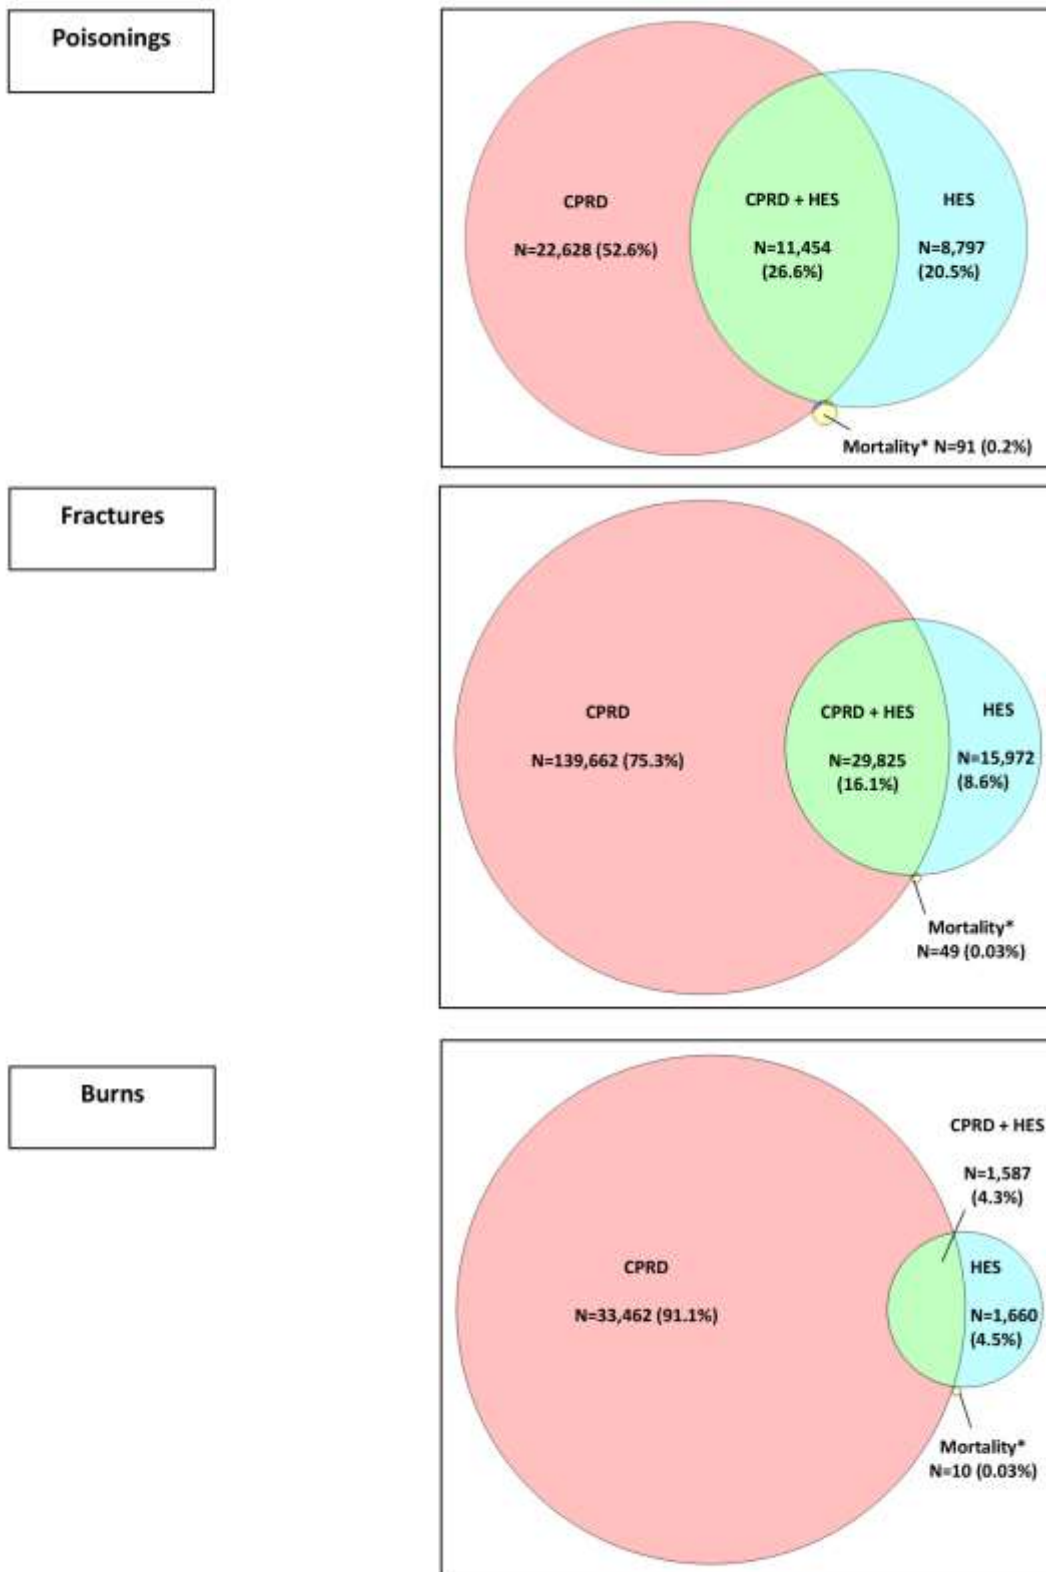 Poisonings
CPRD
N=22,628 (52.6%)
CPRD + HES
N=11,454
(26.6%)
HES
N=8,797
(20.5%)
Mortality* N=91 (0.2%)
Fractures
CPRD
N=139,662 (75.3%)
CPRD + HES
N=29,825
(16.1%)
HES
N=15,972
(8.6%)
Mortality*
N=49 (0.03%)
Burns
CPRD + HES
N=1,587
(4.3%)
CPRD
N=33,462 (91.1%)
HES
N=1,660
(4.5%)
Mortality*
N=10 (0.03%)